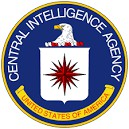 CENTRAL INTELLIGENCE AGENCY
UNITED STATES OF AMERICA